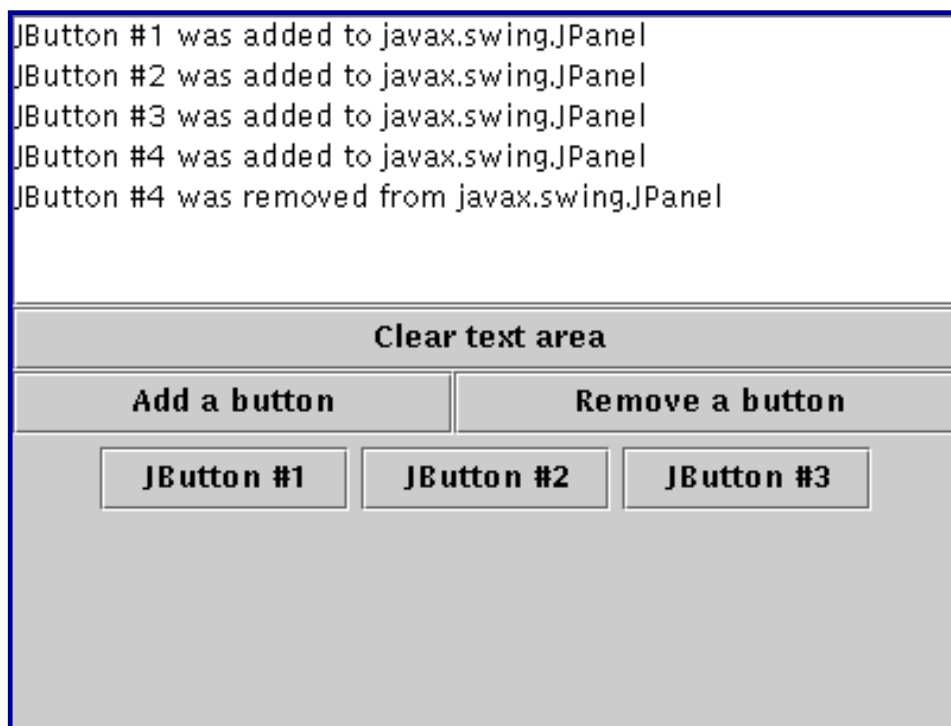 JButton #1 was added to javax.swing.JPanel
JButton #2 was added to javax.swing.JPanel
JButton #3 was added to javax.swing.JPanel
JButton #4 was added to javax.swing.JPanel
JButton #4 was removed from javax.swing.JPanel
Clear text area
Add a button Remove a button
JButton #1 JButton #2 JButton #3